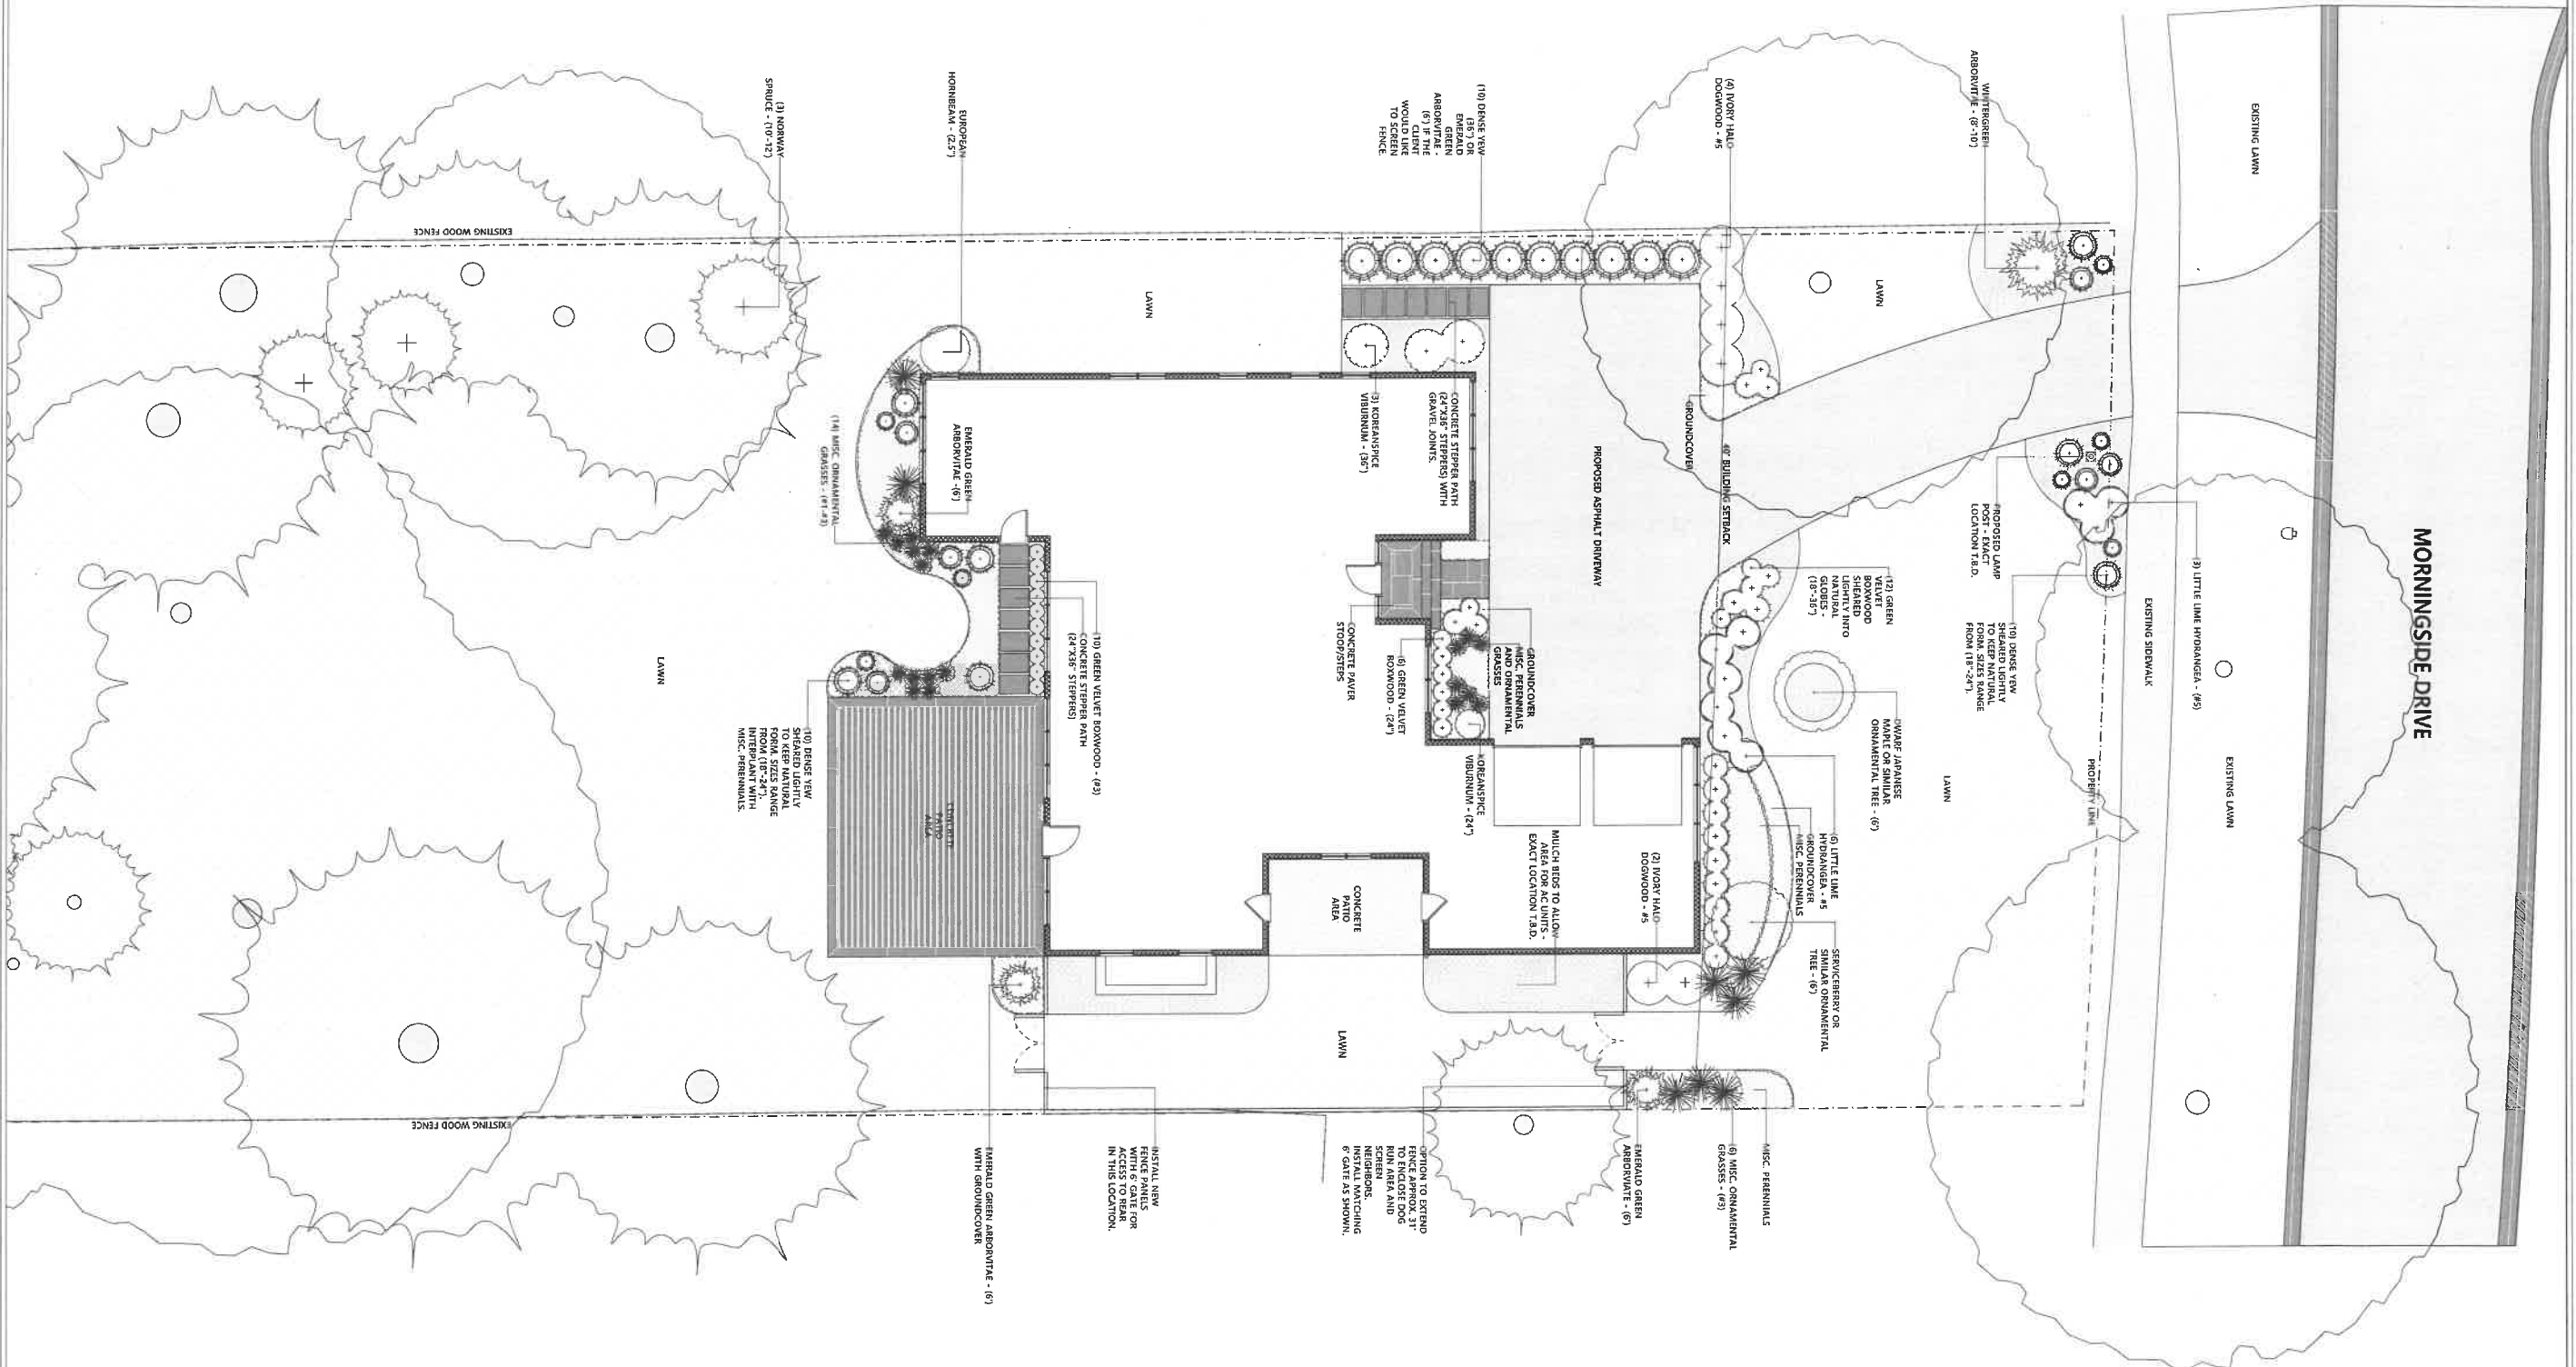 (3) NORWAY
SPRUCE - (10'-12')
EUROPEAN
HORNBEAM - (2.5")
(10) DENSE YEW
(36") OR
EMERALD
GREEN
ARBORVITAE -
(6') IF THE
CLIENT
WOULD LIKE
TO SCREEN
FENCE.
(4) IVORY HALO
DOGWOOD - #5
WINTERGREEN
ARBORVITAE - (8'-10')
EXISTING LAWN
EXISTING WOOD FENCE
LAWN
LAWN
(14) MISC. ORNAMENTAL
GRASSES - (#1-#3)
EMERALD GREEN
ARBORVITAE - (6')
(3) KOREANSPICE
VIBURNUM - (36")
CONCRETE STEPPER PATH
(24"X36" STEPPERS) WITH
GRAVEL JOINTS.
PROPOSED ASPHALT DRIVEWAY
GROUNDCOVER
40' BUILDING SETBACK
PROPOSED LAMP
POST - EXACT
LOCATION T.B.D.
MORNINGSIDE DRIVE
(3) LITTLE LIME HYDRANGEA - (#5)
EXISTING SIDEWALK
(10) DENSE YEW
SHEARED LIGHTLY
TO KEEP NATURAL
FORM. SIZES RANGE
FROM (18"-24").
(12) GREEN
VELVET
BOXWOOD
SHEARED
LIGHTLY INTO
NATURAL
GLOBES -
(18"-36")
CONCRETE PAVER
STOOP/STEPS
(6) GREEN VELVET
BOXWOOD - (24")
GROUNDCOVER
MISC. PERENNIALS
AND ORNAMENTAL
GRASSES
(10) GREEN VELVET BOXWOOD - (#3)
CONCRETE STEPPER PATH
(24"X36" STEPPERS)
LAWN
(10) DENSE YEW
SHEARED LIGHTLY
TO KEEP NATURAL
FORM. SIZES RANGE
FROM (18"-24").
INTERPLANT WITH
MISC. PERENNIALS.
CONCRETE
PATIO
AREA
KOREANSPICE
VIBURNUM - (24")
DWARF JAPANESE
MAPLE OR SIMILAR
ORNAMENTAL TREE - (6')
LAWN
PROPERTY LINE
EXISTING LAWN
(6) LITTLE LIME
HYDRANGEA - #5
GROUNDCOVER
MISC. PERENNIALS
MULCH BEDS TO ALLOW
AREA FOR AC UNITS -
EXACT LOCATION T.B.D.
(2) IVORY HALO
DOGWOOD - #5
CONCRETE
PATIO
AREA
SERVICEBERRY OR
SIMILAR ORNAMENTAL
TREE - (6')
LAWN
EXISTING WOOD FENCE
EMERALD GREEN ARBORVITAE - (6')
WITH GROUNDCOVER
INSTALL NEW
FENCE PANELS
WITH 6' GATE FOR
ACCESS TO REAR
IN THIS LOCATION.
OPTION TO EXTEND
FENCE APPROX. 31'
TO ENCLOSE DOG
RUN AREA AND
SCREEN
NEIGHBORS.
INSTALL MATCHING
6' GATE AS SHOWN.
EMERALD GREEN
ARBORVIATE - (6')
(6) MISC. ORNAMENTAL
GRASSES - (#3)
MISC. PERENNIALS